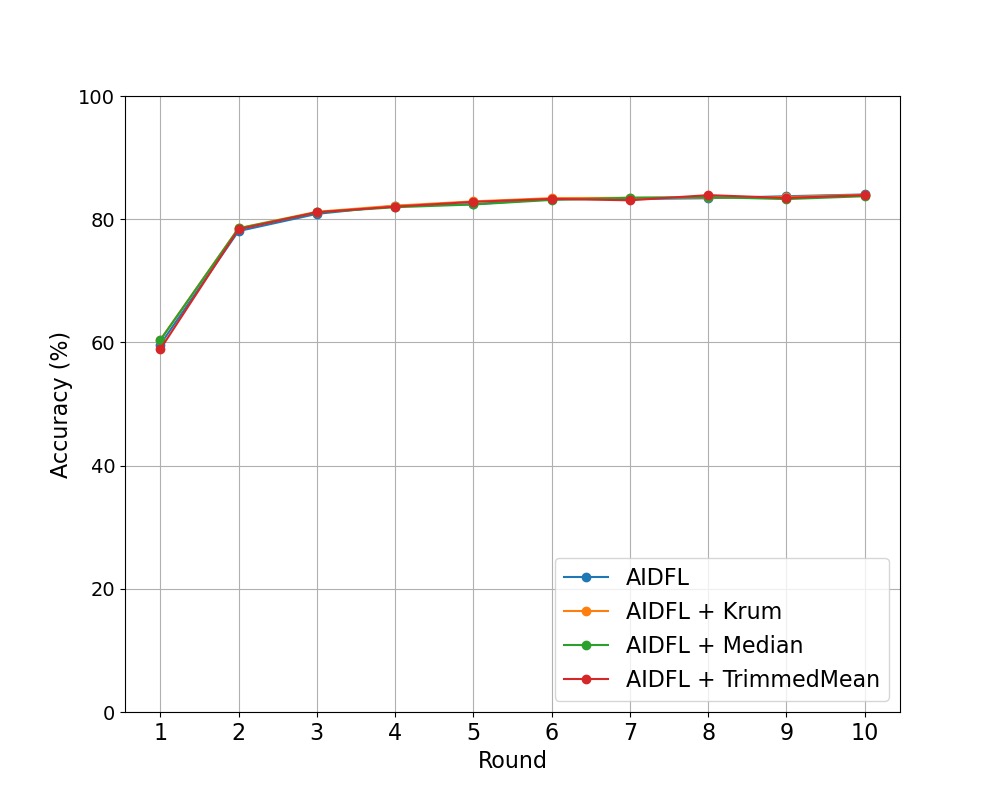 100
80
60
40
20
0
Accuracy (%)
AIDFL
AIDFL + Krum
AIDFL + Median
AIDFL + TrimmedMean
1 2 3 4 5 6 7 8 9 10
Round